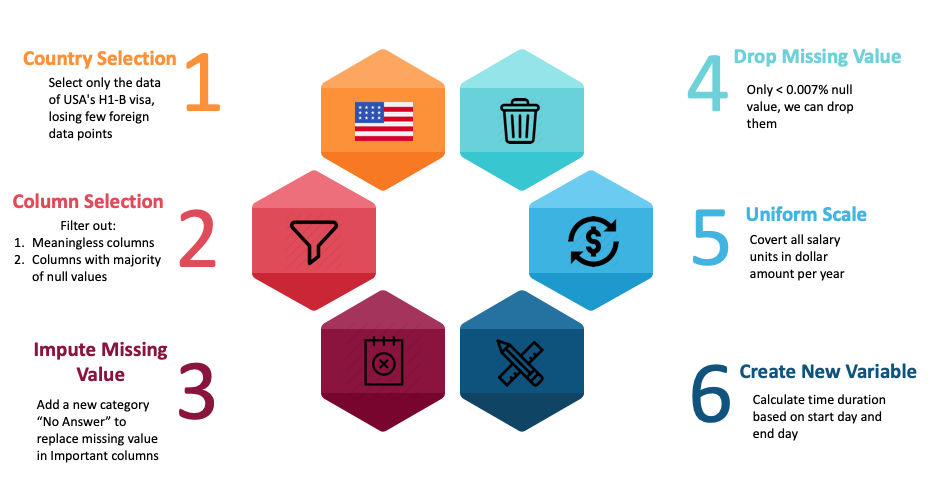 Country Selection
1
Select only the data
of USA's H1-B visa,
losing few foreign
data points
Column Selection
2
Filter out:
1. Meaningless columns
2. Columns with majority
of null values
Impute Missing
Value
3
Add a new category
“No Answer” to
replace missing value
in Important columns
4
Drop Missing Value
Only < 0.007% null
value, we can drop
them
5
Uniform Scale
Covert all salary
units in dollar
amount per year
6
Create New Variable
Calculate time duration
based on start day and
end day
$